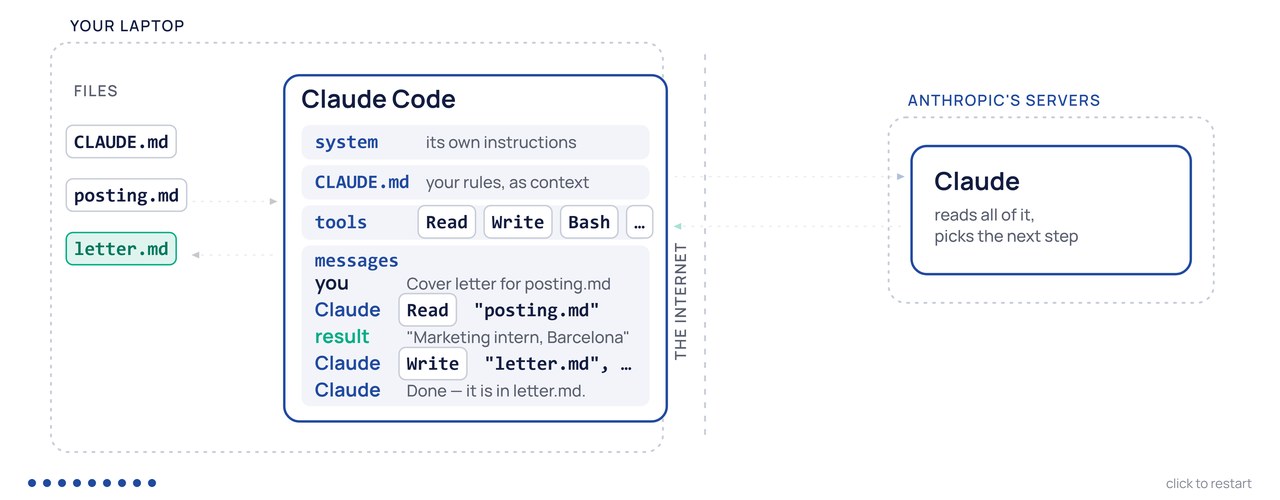 YOUR LAPTOP
FILES
CLAUDE.md
posting.md
letter.md
Claude Code
system its own instructions
CLAUDE.md your rules, as context
tools Read Write Bash …
messages
you Cover letter for posting.md
Claude Read "posting.md"
result "Marketing intern, Barcelona"
Claude Write "letter.md", …
Claude Done — it is in letter.md.
THE INTERNET
ANTHROPIC'S SERVERS
Claude
reads all of it,
picks the next step
click to restart